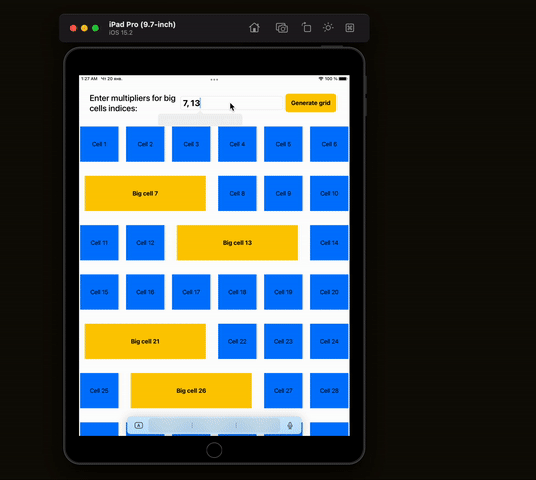 iPad Pro (9.7-inch)
iOS 15.2
1:27 AM Чт 20 янв.
100 %
Enter multipliers for big
cells indices:
7, 13
Generate grid
Cell 1 Cell 2 Cell 3 Cell 4 Cell 5 Cell 6
Big cell 7 Cell 8 Cell 9 Cell 10
Cell 11 Cell 12 Big cell 13 Cell 14
Cell 15 Cell 16 Cell 17 Cell 18 Cell 19 Cell 20
Big cell 21 Cell 22 Cell 23 Cell 24
Cell 25 Big cell 26 Cell 27 Cell 28